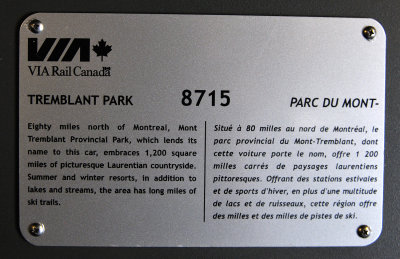 VIA
VIA Rail Canada
TREMBLANT PARK 8715 PARC DU MONT-
Eighty miles north of Montreal, Mont
Tremblant Provincial Park, which lends its
name to this car, embraces 1,200 square
miles of picturesque Laurentian countryside.
Summer and winter resorts, in addition to
lakes and streams, the area has long miles of
ski trails.
Situé à 80 milles au nord de Montréal, le
parc provincial du Mont-Tremblant, dont
cette voiture porte le nom, offre 1 200
milles carrés de paysages laurentiens
pittoresques. Offrant des stations estivales
et de sports d'hiver, en plus d'une multitude
de lacs et de ruisseaux, cette région offre
des milles et des milles de pistes de ski.